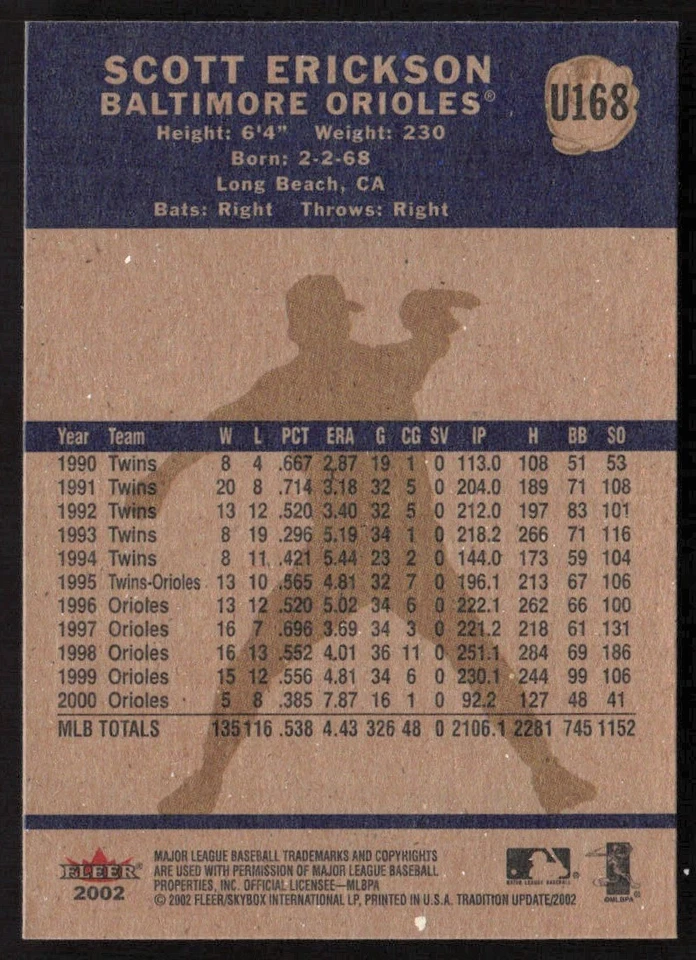 SCOTT ERICKSON
BALTIMORE ORIOLES®
U168
Height: 6'4" Weight: 230
Born: 2-2-68
Long Beach, CA
Bats: Right Throws: Right
Year Team W L PCT ERA G CG SV IP H BB SO
1990 Twins 8 4 .667 2.87 19 1 0 113.0 108 51 53
1991 Twins 20 8 .714 3.18 32 5 0 204.0 189 71 108
1992 Twins 13 12 .520 3.40 32 5 0 212.0 197 83 101
1993 Twins 8 19 .296 5.19 34 1 0 218.2 266 71 116
1994 Twins 8 11 .421 5.44 23 2 0 144.0 173 59 104
1995 Twins-Orioles 13 10 .565 4.81 32 7 0 196.1 213 67 106
1996 Orioles 13 12 .520 5.02 34 6 0 222.1 262 66 100
1997 Orioles 16 7 .696 3.69 34 3 0 221.2 218 61 131
1998 Orioles 16 13 .552 4.01 36 11 0 251.1 284 69 186
1999 Orioles 15 12 .556 4.81 34 6 0 230.1 244 99 106
2000 Orioles 5 8 .385 7.87 16 1 0 92.2 127 48 41
MLB TOTALS 135 116 .538 4.43 326 48 0 2106.1 2281 745 1152
FLEER®
2002
MAJOR LEAGUE BASEBALL TRADEMARKS AND COPYRIGHTS
ARE USED WITH PERMISSION OF MAJOR LEAGUE BASEBALL
PROPERTIES, INC. OFFICIAL LICENSEE—MLBPA
© 2002 FLEER/SKYBOX INTERNATIONAL LP, PRINTED IN U.S.A. TRADITION UPDATE/2002
MAJOR LEAGUE BASEBALL
©MLBPA